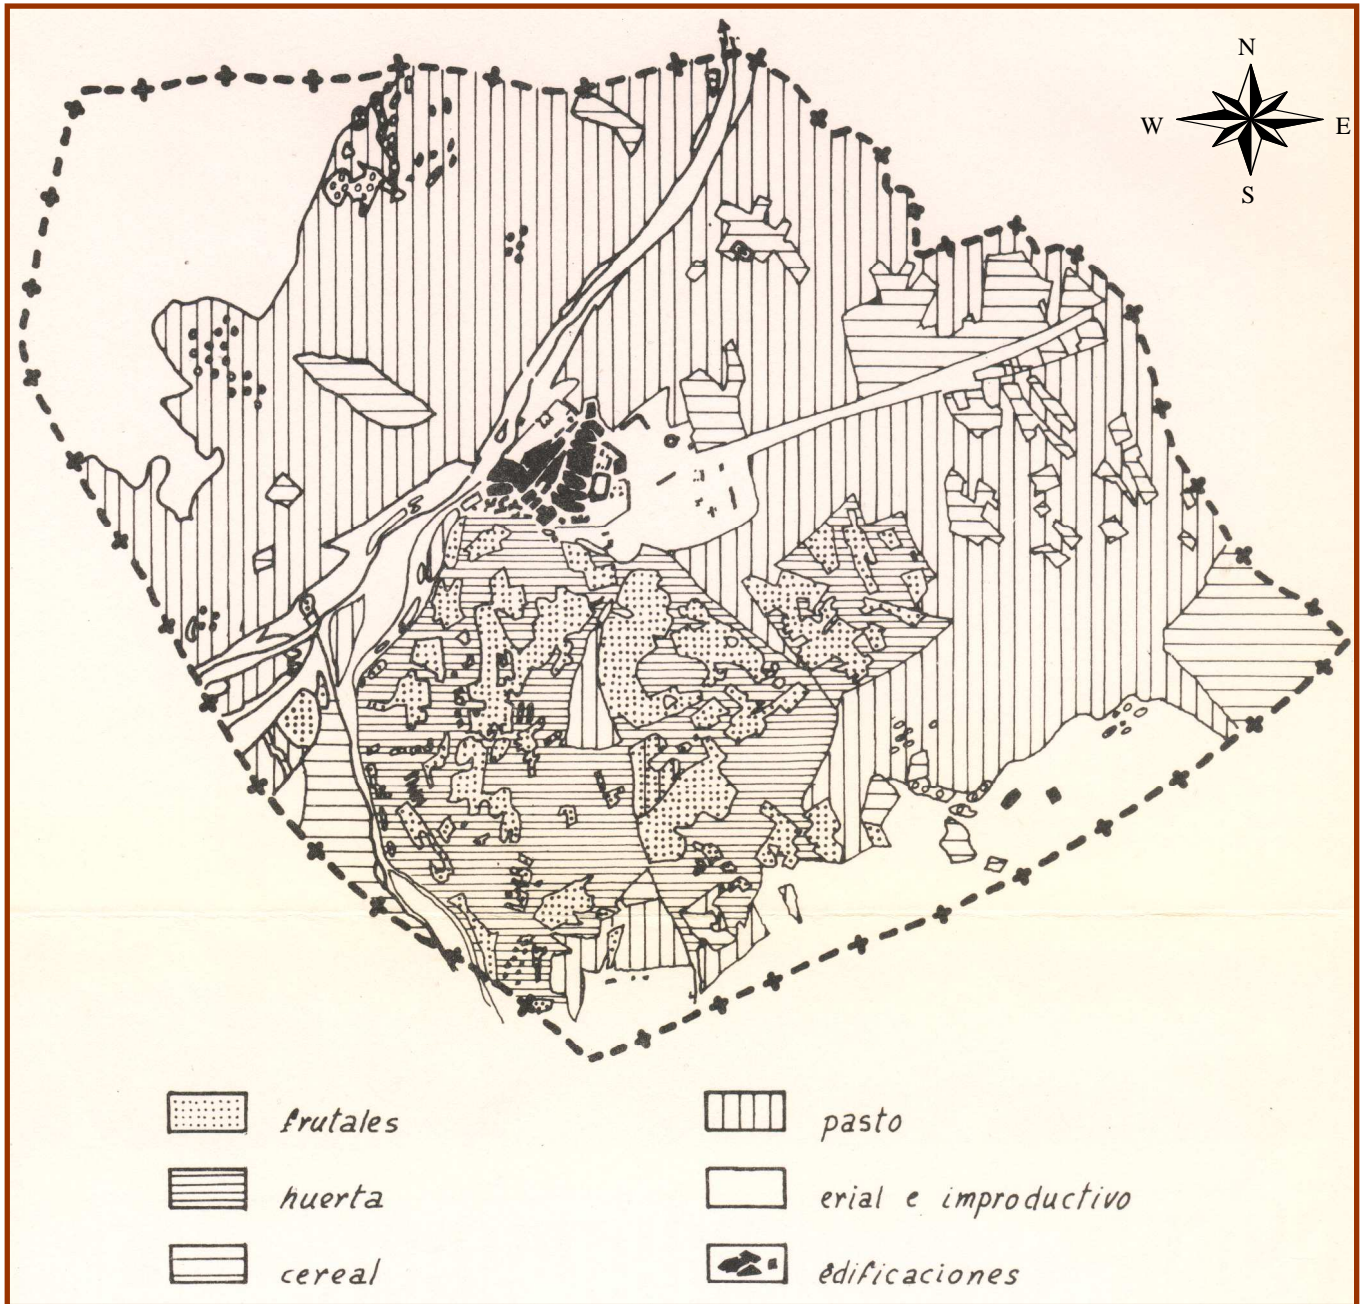 N
W
E
S
frutales
pasto
huerta
erial e improductivo
cereal
edificaciones